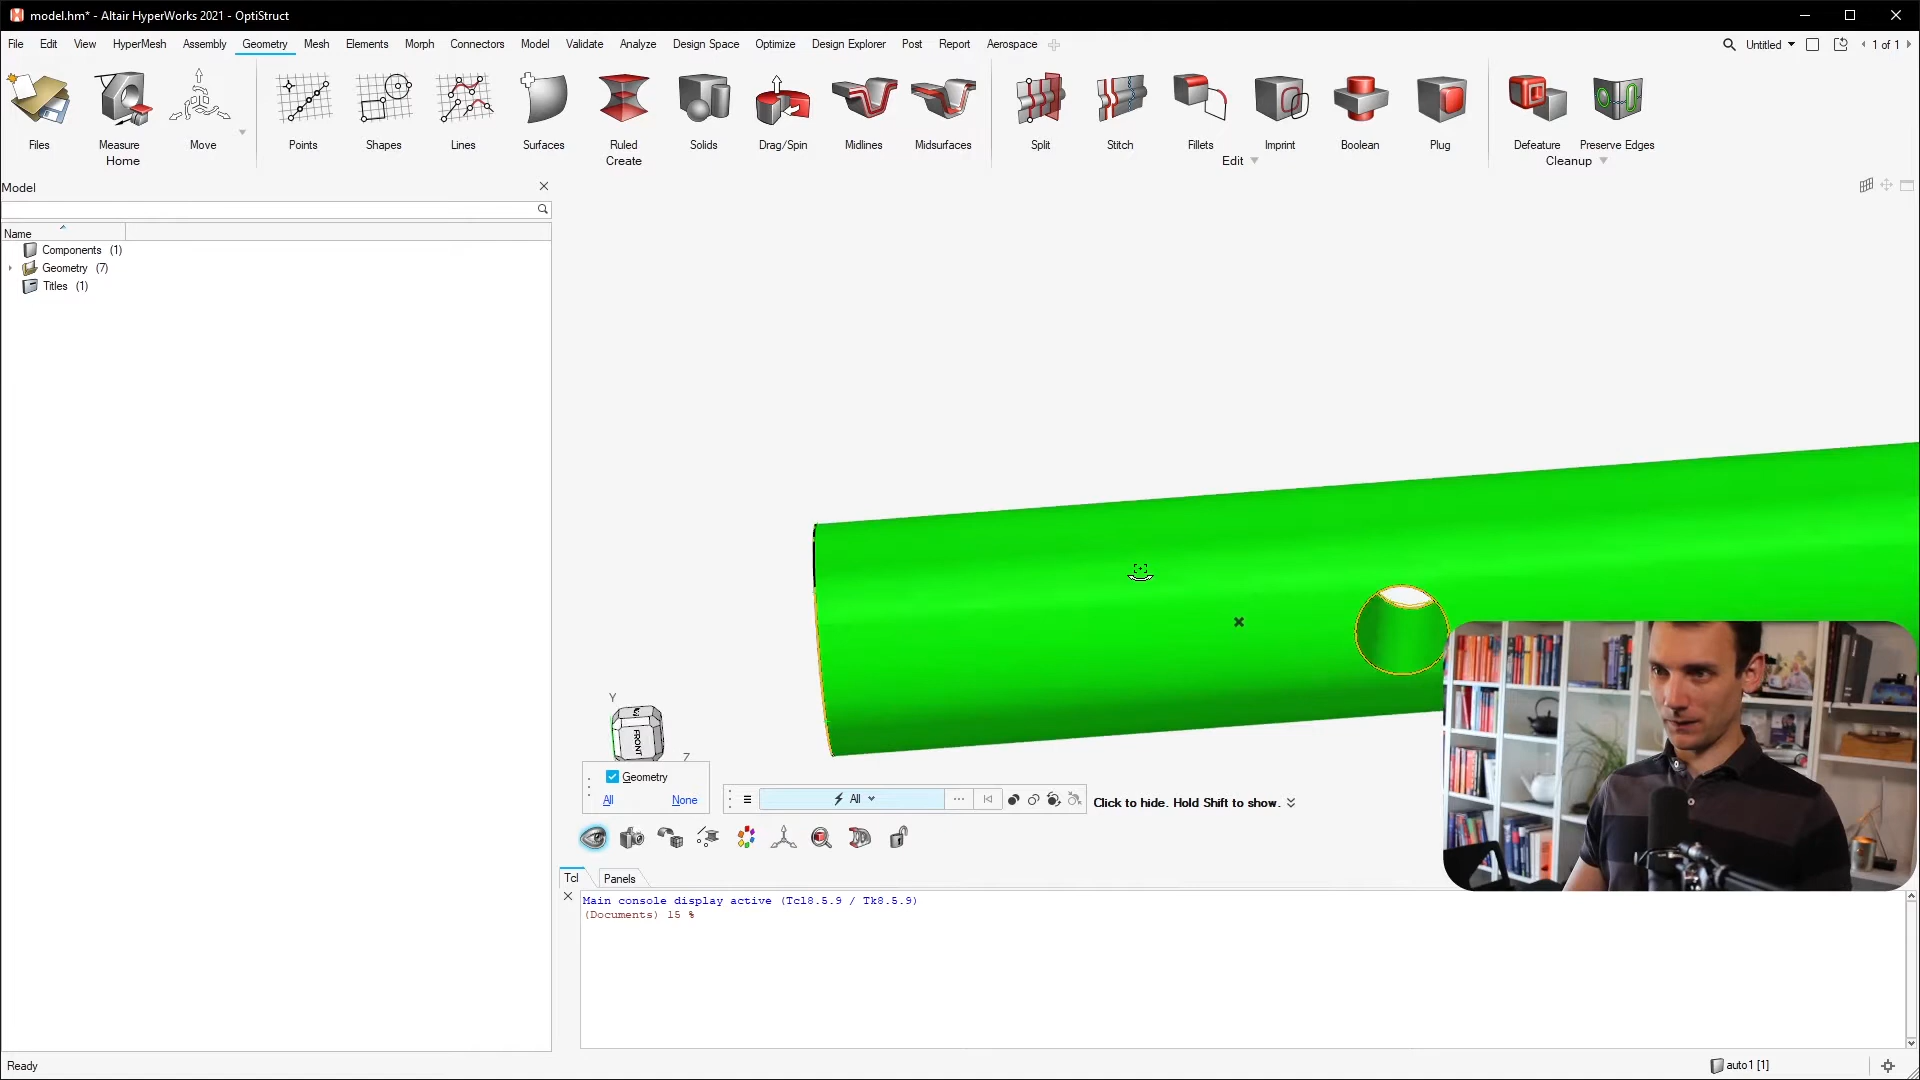 model.hm* - Altair HyperWorks 2021 - OptiStruct
File Edit View HyperMesh Assembly Geometry Mesh Elements Morph Connectors Model Validate Analyze Design Space Optimize Design Explorer Post Report Aerospace Untitled 1 of 1
Files Measure Move Points Shapes Lines Surfaces Ruled Solids Drag/Spin Midlines Midsurfaces Split Stitch Fillets Imprint Boolean Plug Defeature Preserve Edges
Home Create Edit Cleanup
Model
Name
Components (1)
Geometry (7)
Titles (1)
Y
FRONT
Z
Geometry
All None
All
Click to hide. Hold Shift to show.
Tcl Panels
Main console display active (Tcl8.5.9 / Tk8.5.9)
(Documents) 15 %
Ready
auto1 [1]